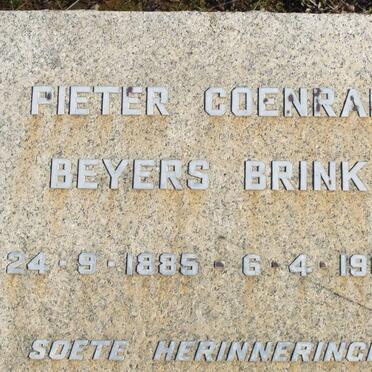 PIETER COENRA
BEYERS BRINK
24-9-1885-6-4-19
SOETE HERINNERING